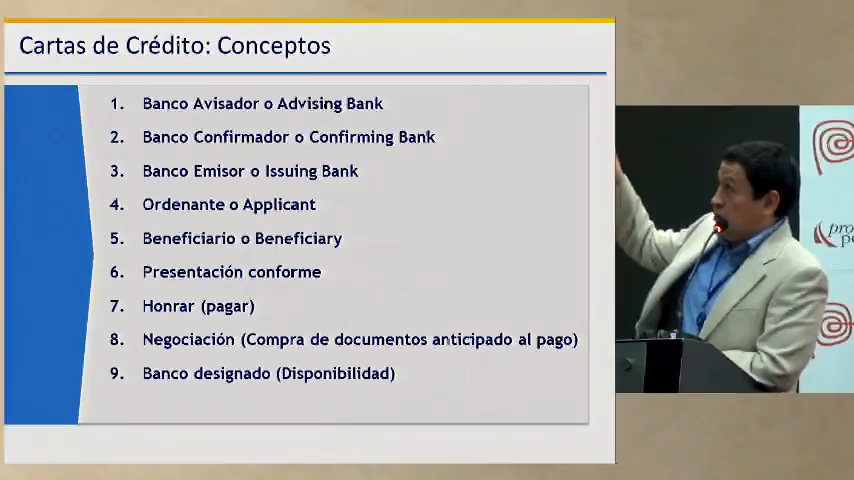 Cartas de Crédito: Conceptos
1. Banco Avisador o Advising Bank
2. Banco Confirmador o Confirming Bank
3. Banco Emisor o Issuing Bank
4. Ordenante o Applicant
5. Beneficiario o Beneficiary
6. Presentación conforme
7. Honrar (pagar)
8. Negociación (Compra de documentos anticipado al pago)
9. Banco designado (Disponibilidad)